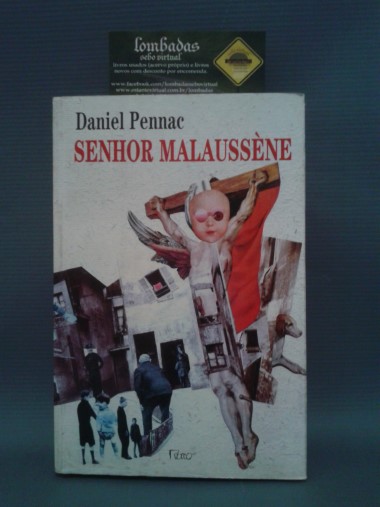 lombadas
sebo virtual
livros usados (acervo próprio) e livros
novos com desconto por encomenda.
www.facebook.com/lombadassebovirtual
www.estantevirtual.com.br/lombadas
Daniel Pennac
SENHOR MALAUSSÈNE
Rocco